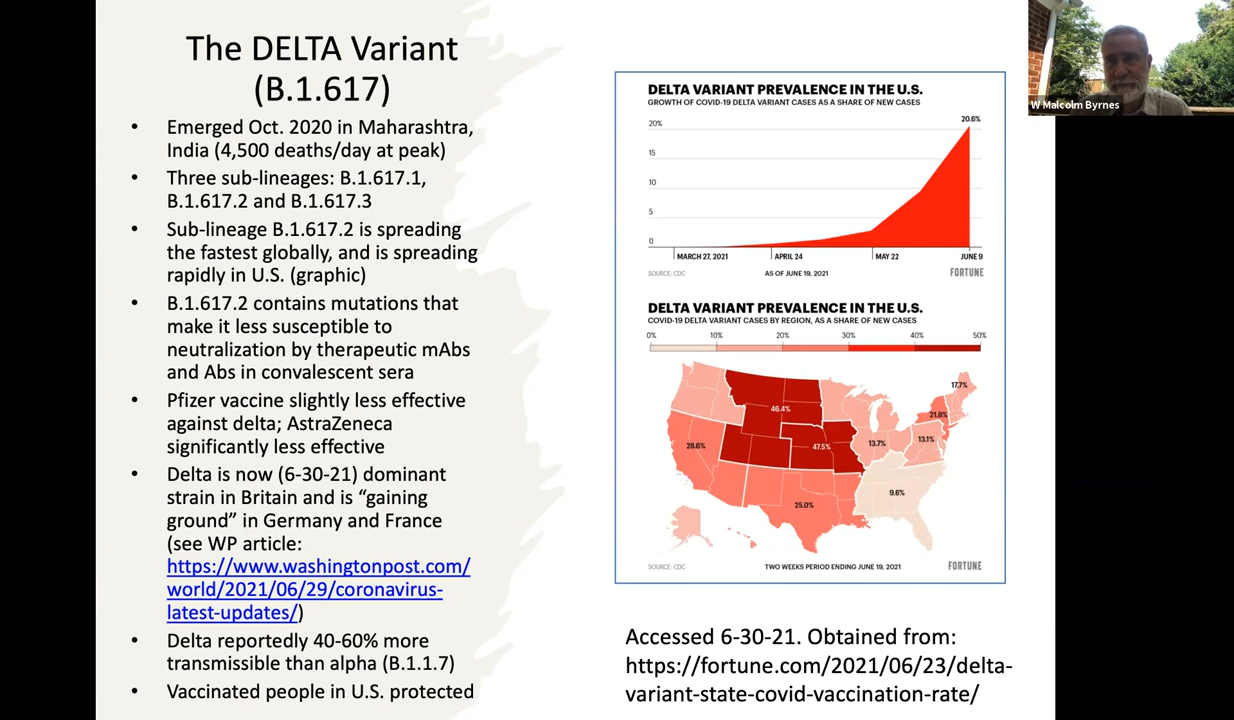 The DELTA Variant
(B.1.617)
• Emerged Oct. 2020 in Maharashtra,
India (4,500 deaths/day at peak)
• Three sub-lineages: B.1.617.1,
B.1.617.2 and B.1.617.3
• Sub-lineage B.1.617.2 is spreading
the fastest globally, and is spreading
rapidly in U.S. (graphic)
• B.1.617.2 contains mutations that
make it less susceptible to
neutralization by therapeutic mAbs
and Abs in convalescent sera
• Pfizer vaccine slightly less effective
against delta; AstraZeneca
significantly less effective
• Delta is now (6-30-21) dominant
strain in Britain and is “gaining
ground” in Germany and France
(see WP article:
https://www.washingtonpost.com/
world/2021/06/29/coronavirus-
latest-updates/)
• Delta reportedly 40-60% more
transmissible than alpha (B.1.1.7)
• Vaccinated people in U.S. protected
DELTA VARIANT PREVALENCE IN THE U.S.
GROWTH OF COVID-19 DELTA VARIANT CASES AS A SHARE OF NEW CASES
20.6%
20%
15
10
5
0
MARCH 27, 2021 APRIL 24 MAY 22 JUNE 9
SOURCE: CDC AS OF JUNE 19, 2021 FORTUNE
DELTA VARIANT PREVALENCE IN THE U.S.
COVID-19 DELTA VARIANT CASES BY REGION, AS A SHARE OF NEW CASES
0% 10% 20% 30% 40% 50%
17.7%
46.4%
21.8%
28.6%
47.5%
13.7%
13.1%
9.6%
25.0%
SOURCE: CDC TWO WEEKS PERIOD ENDING JUNE 19, 2021 FORTUNE
Accessed 6-30-21. Obtained from:
https://fortune.com/2021/06/23/delta-
variant-state-covid-vaccination-rate/
W Malcolm Byrnes